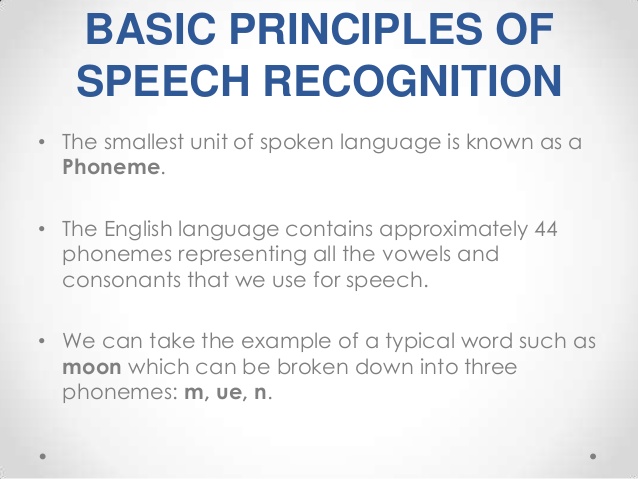 BASIC PRINCIPLES OF
SPEECH RECOGNITION
• The smallest unit of spoken language is known as a
Phoneme.
• The English language contains approximately 44
phonemes representing all the vowels and
consonants that we use for speech.
• We can take the example of a typical word such as
moon which can be broken down into three
phonemes: m, ue, n.